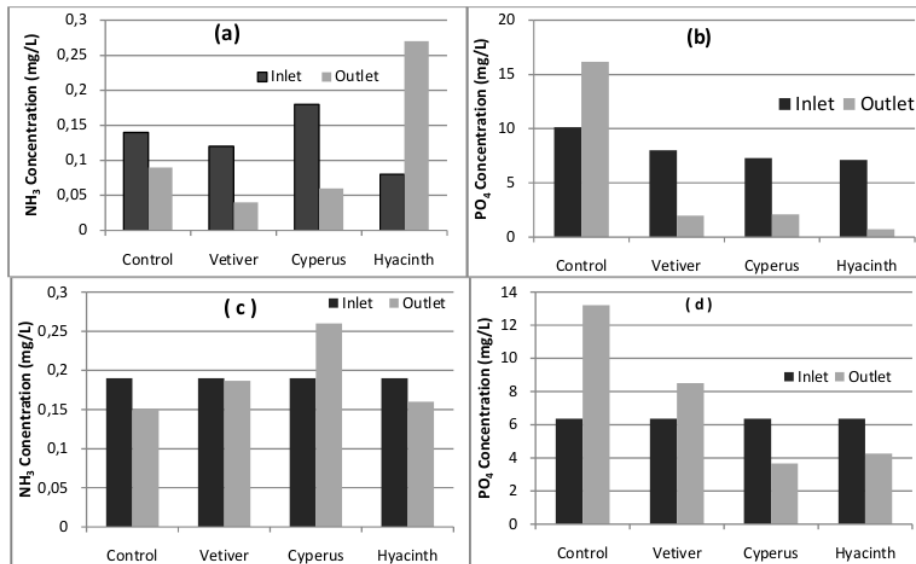 (a)
NH₃ Concentration (mg/L)
0,3
0,25
0,2
0,15
0,1
0,05
0
Inlet Outlet
Control Vetiver Cyperus Hyacinth
(b)
PO₄ Concentration (mg/L)
20
15
10
5
0
Inlet Outlet
Control Vetiver Cyperus Hyacinth
( c )
NH₃ Conentration (mg/L)
0,3
0,25
0,2
0,15
0,1
0,05
0
Inlet Outlet
Control Vetiver Cyperus Hyacinth
( d )
PO₄ Concentration (mg/L)
14
12
10
8
6
4
2
0
Inlet Outlet
Control Vetiver Cyperus Hyacinth